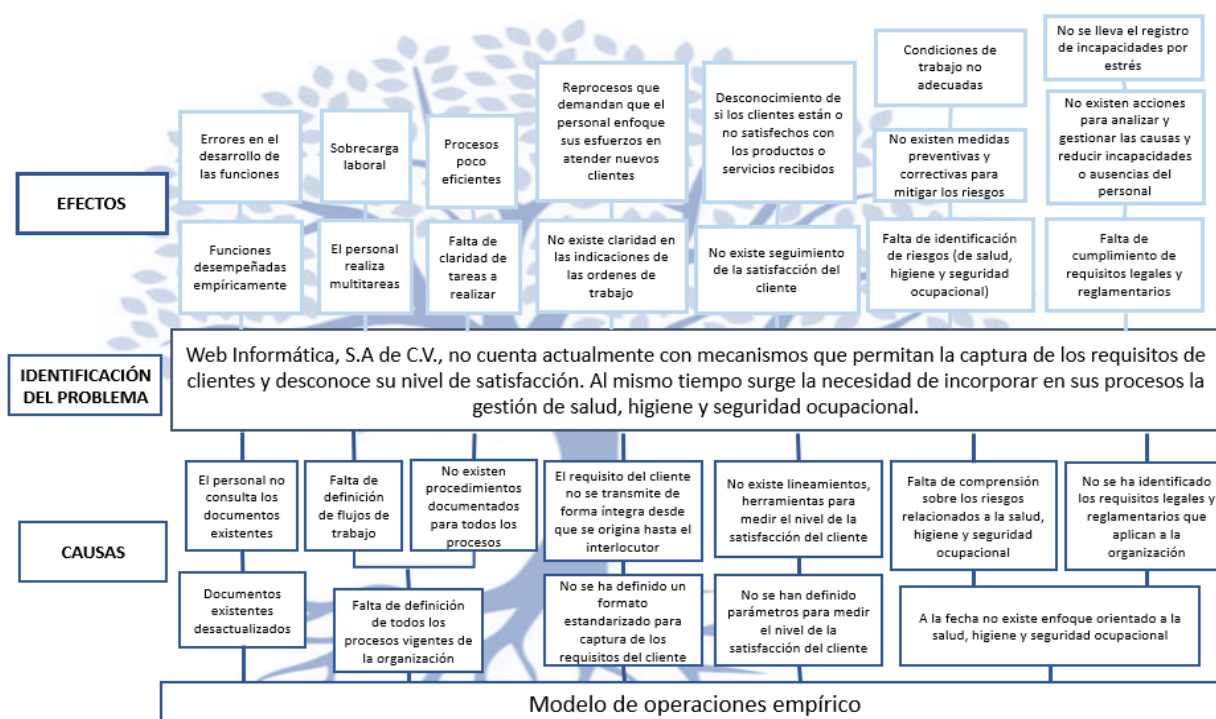 No se lleva el registro
de incapacidades por
estrés
Condiciones de
trabajo no
adecuadas
Reprocesos que
demandan que el
personal enfoque
sus esfuerzos en
atender nuevos
clientes
Desconocimiento de
si los clientes están o
no satisfechos con
los productos o
servicios recibidos
No existen acciones
para analizar y
gestionar las causas y
reducir incapacidades
o ausencias del
personal
Errores en el
desarrollo de
las funciones
Sobrecarga
laboral
Procesos
poco
eficientes
No existen medidas
preventivas y
correctivas para
mitigar los riesgos
EFECTOS
Funciones
desempeñadas
empíricamente
El personal
realiza
multitareas
Falta de
claridad de
tareas a
realizar
No existe claridad en
las indicaciones de
las ordenes de
trabajo
No existe seguimiento
de la satisfacción del
cliente
Falta de identificación
de riesgos (de salud,
higiene y seguridad
ocupacional)
Falta de
cumplimiento de
requisitos legales y
reglamentarios
IDENTIFICACIÓN
DEL PROBLEMA
Web Informática, S.A de C.V., no cuenta actualmente con mecanismos que permitan la captura de los requisitos de
clientes y desconoce su nivel de satisfacción. Al mismo tiempo surge la necesidad de incorporar en sus procesos la
gestión de salud, higiene y seguridad ocupacional.
CAUSAS
El personal no
consulta los
documentos
existentes
Falta de
definición
de flujos de
trabajo
No existen
procedimientos
documentados
para todos los
procesos
El requisito del cliente
no se transmite de
forma íntegra desde
que se origina hasta el
interlocutor
No existe lineamientos,
herramientas para
medir el nivel de la
satisfacción del cliente
Falta de comprensión
sobre los riesgos
relacionados a la salud,
higiene y seguridad
ocupacional
No se ha identificado
los requisitos legales y
reglamentarios que
aplican a la
organización
Documentos
existentes
desactualizados
Falta de definición
de todos los
procesos vigentes de
la organización
No se ha definido un
formato
estandarizado para
captura de los
requisitos del cliente
No se han definido
parámetros para medir
el nivel de la
satisfacción del cliente
A la fecha no existe enfoque orientado a la
salud, higiene y seguridad ocupacional
Modelo de operaciones empírico